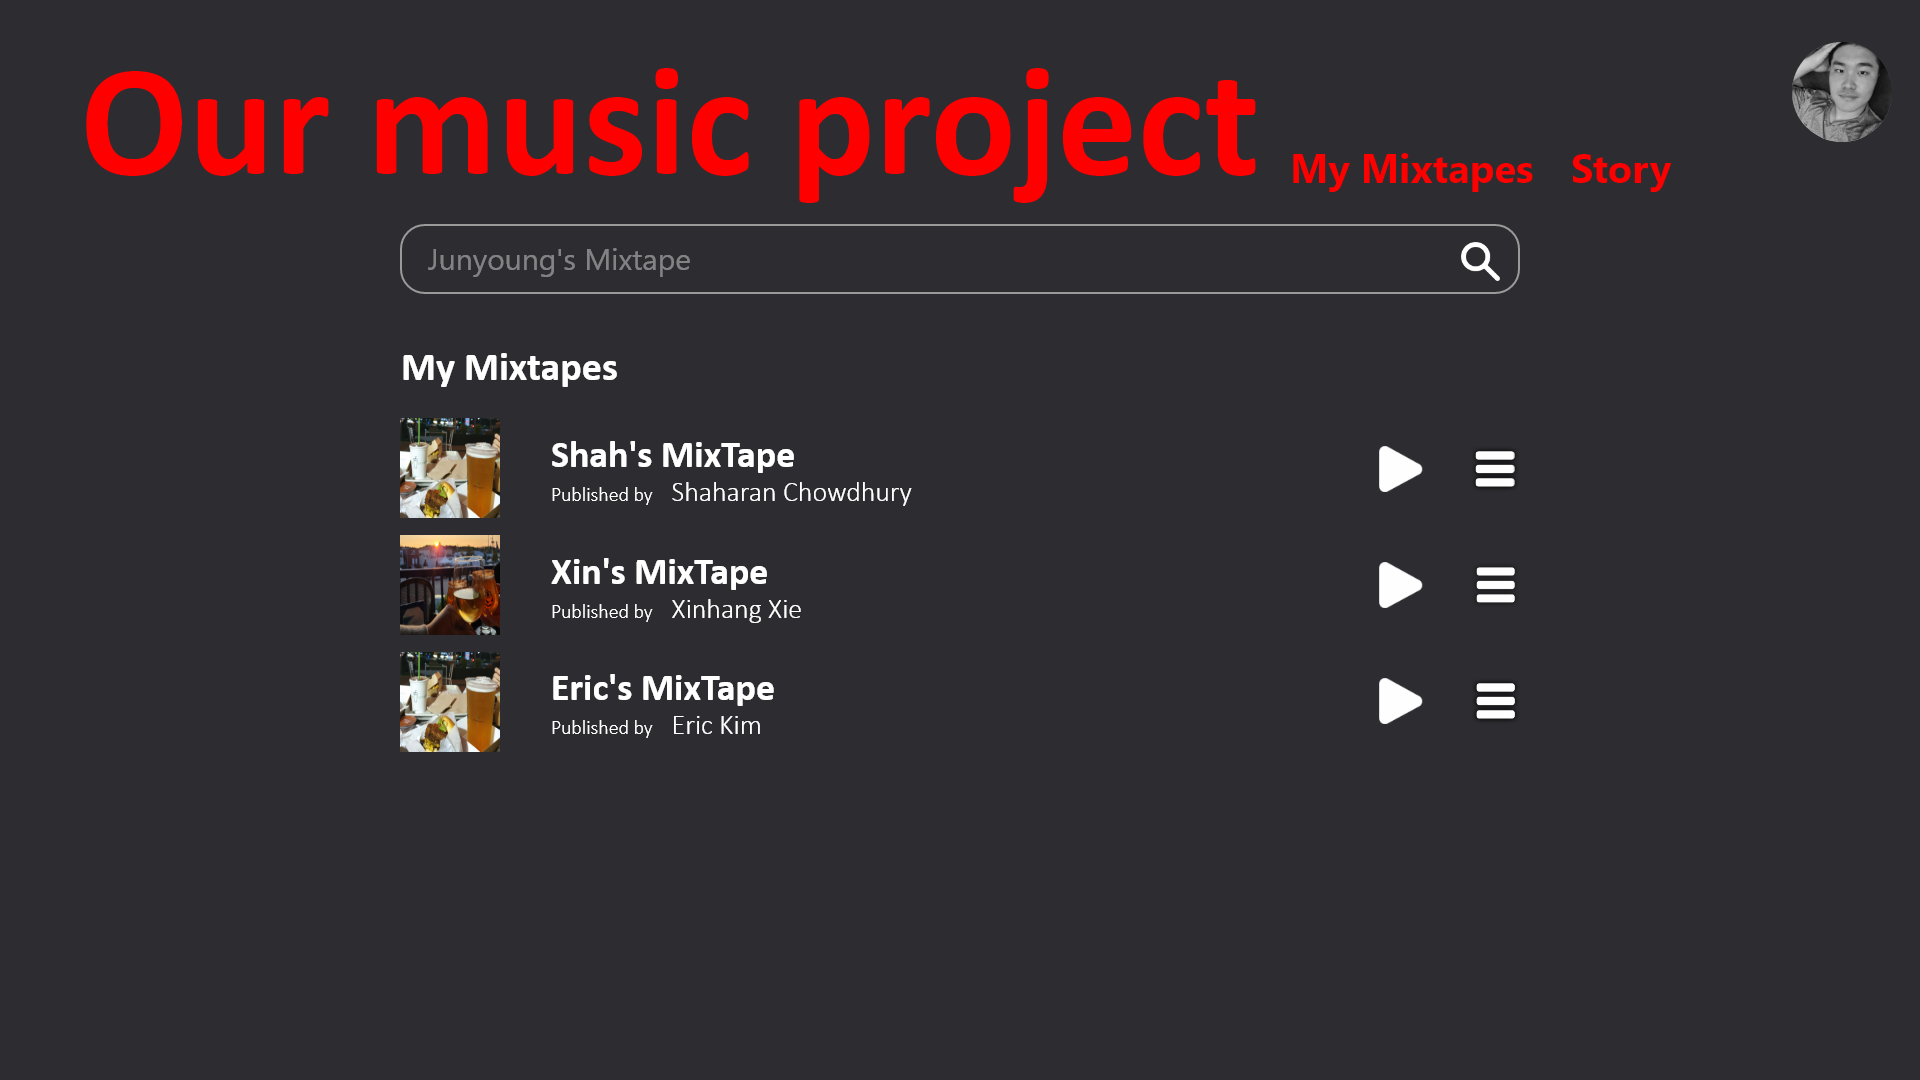 Our music project My Mixtapes Story
Junyoung's Mixtape
My Mixtapes
Shah's MixTape
Published by Shaharan Chowdhury
Xin's MixTape
Published by Xinhang Xie
Eric's MixTape
Published by Eric Kim